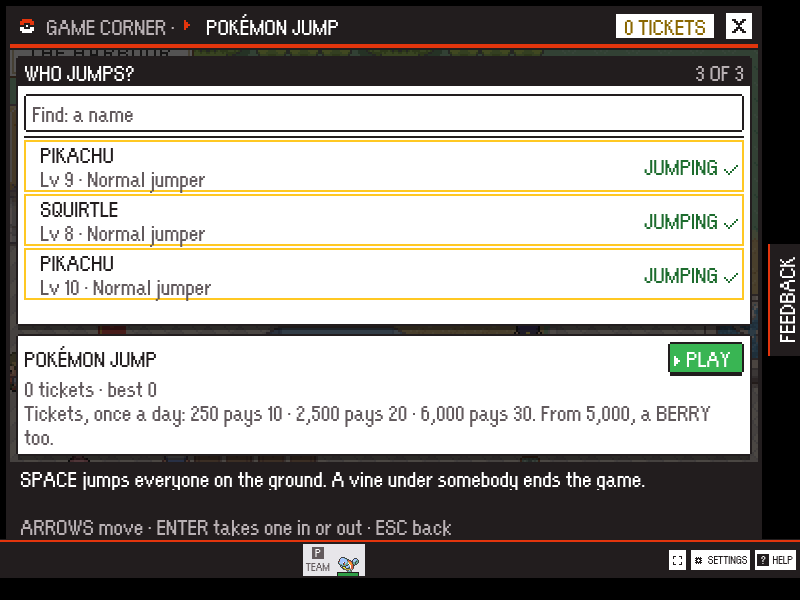 GAME CORNER · POKÉMON JUMP
0 TICKETS X
WHO JUMPS? 3 OF 3
Find: a name
PIKACHU
Lv 9 · Normal jumper
JUMPING ✓
SQUIRTLE
Lv 8 · Normal jumper
JUMPING ✓
PIKACHU
Lv 10 · Normal jumper
JUMPING ✓
FEEDBACK
POKÉMON JUMP
PLAY
0 tickets · best 0
Tickets, once a day: 250 pays 10 · 2,500 pays 20 · 6,000 pays 30. From 5,000, a BERRY
too.
SPACE jumps everyone on the ground. A vine under somebody ends the game.
ARROWS move · ENTER takes one in or out · ESC back
P
TEAM
SETTINGS
? HELP